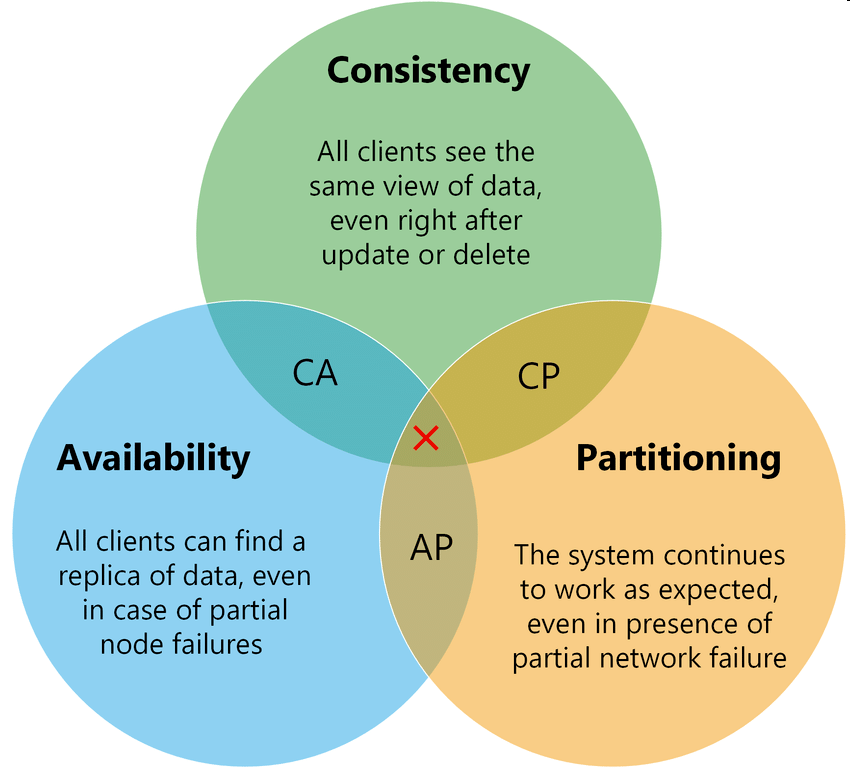 Consistency
All clients see the
same view of data,
even right after
update or delete
CA
CP
Availability
All clients can find a
replica of data, even
in case of partial
node failures
AP
Partitioning
The system continues
to work as expected,
even in presence of
partial network failure